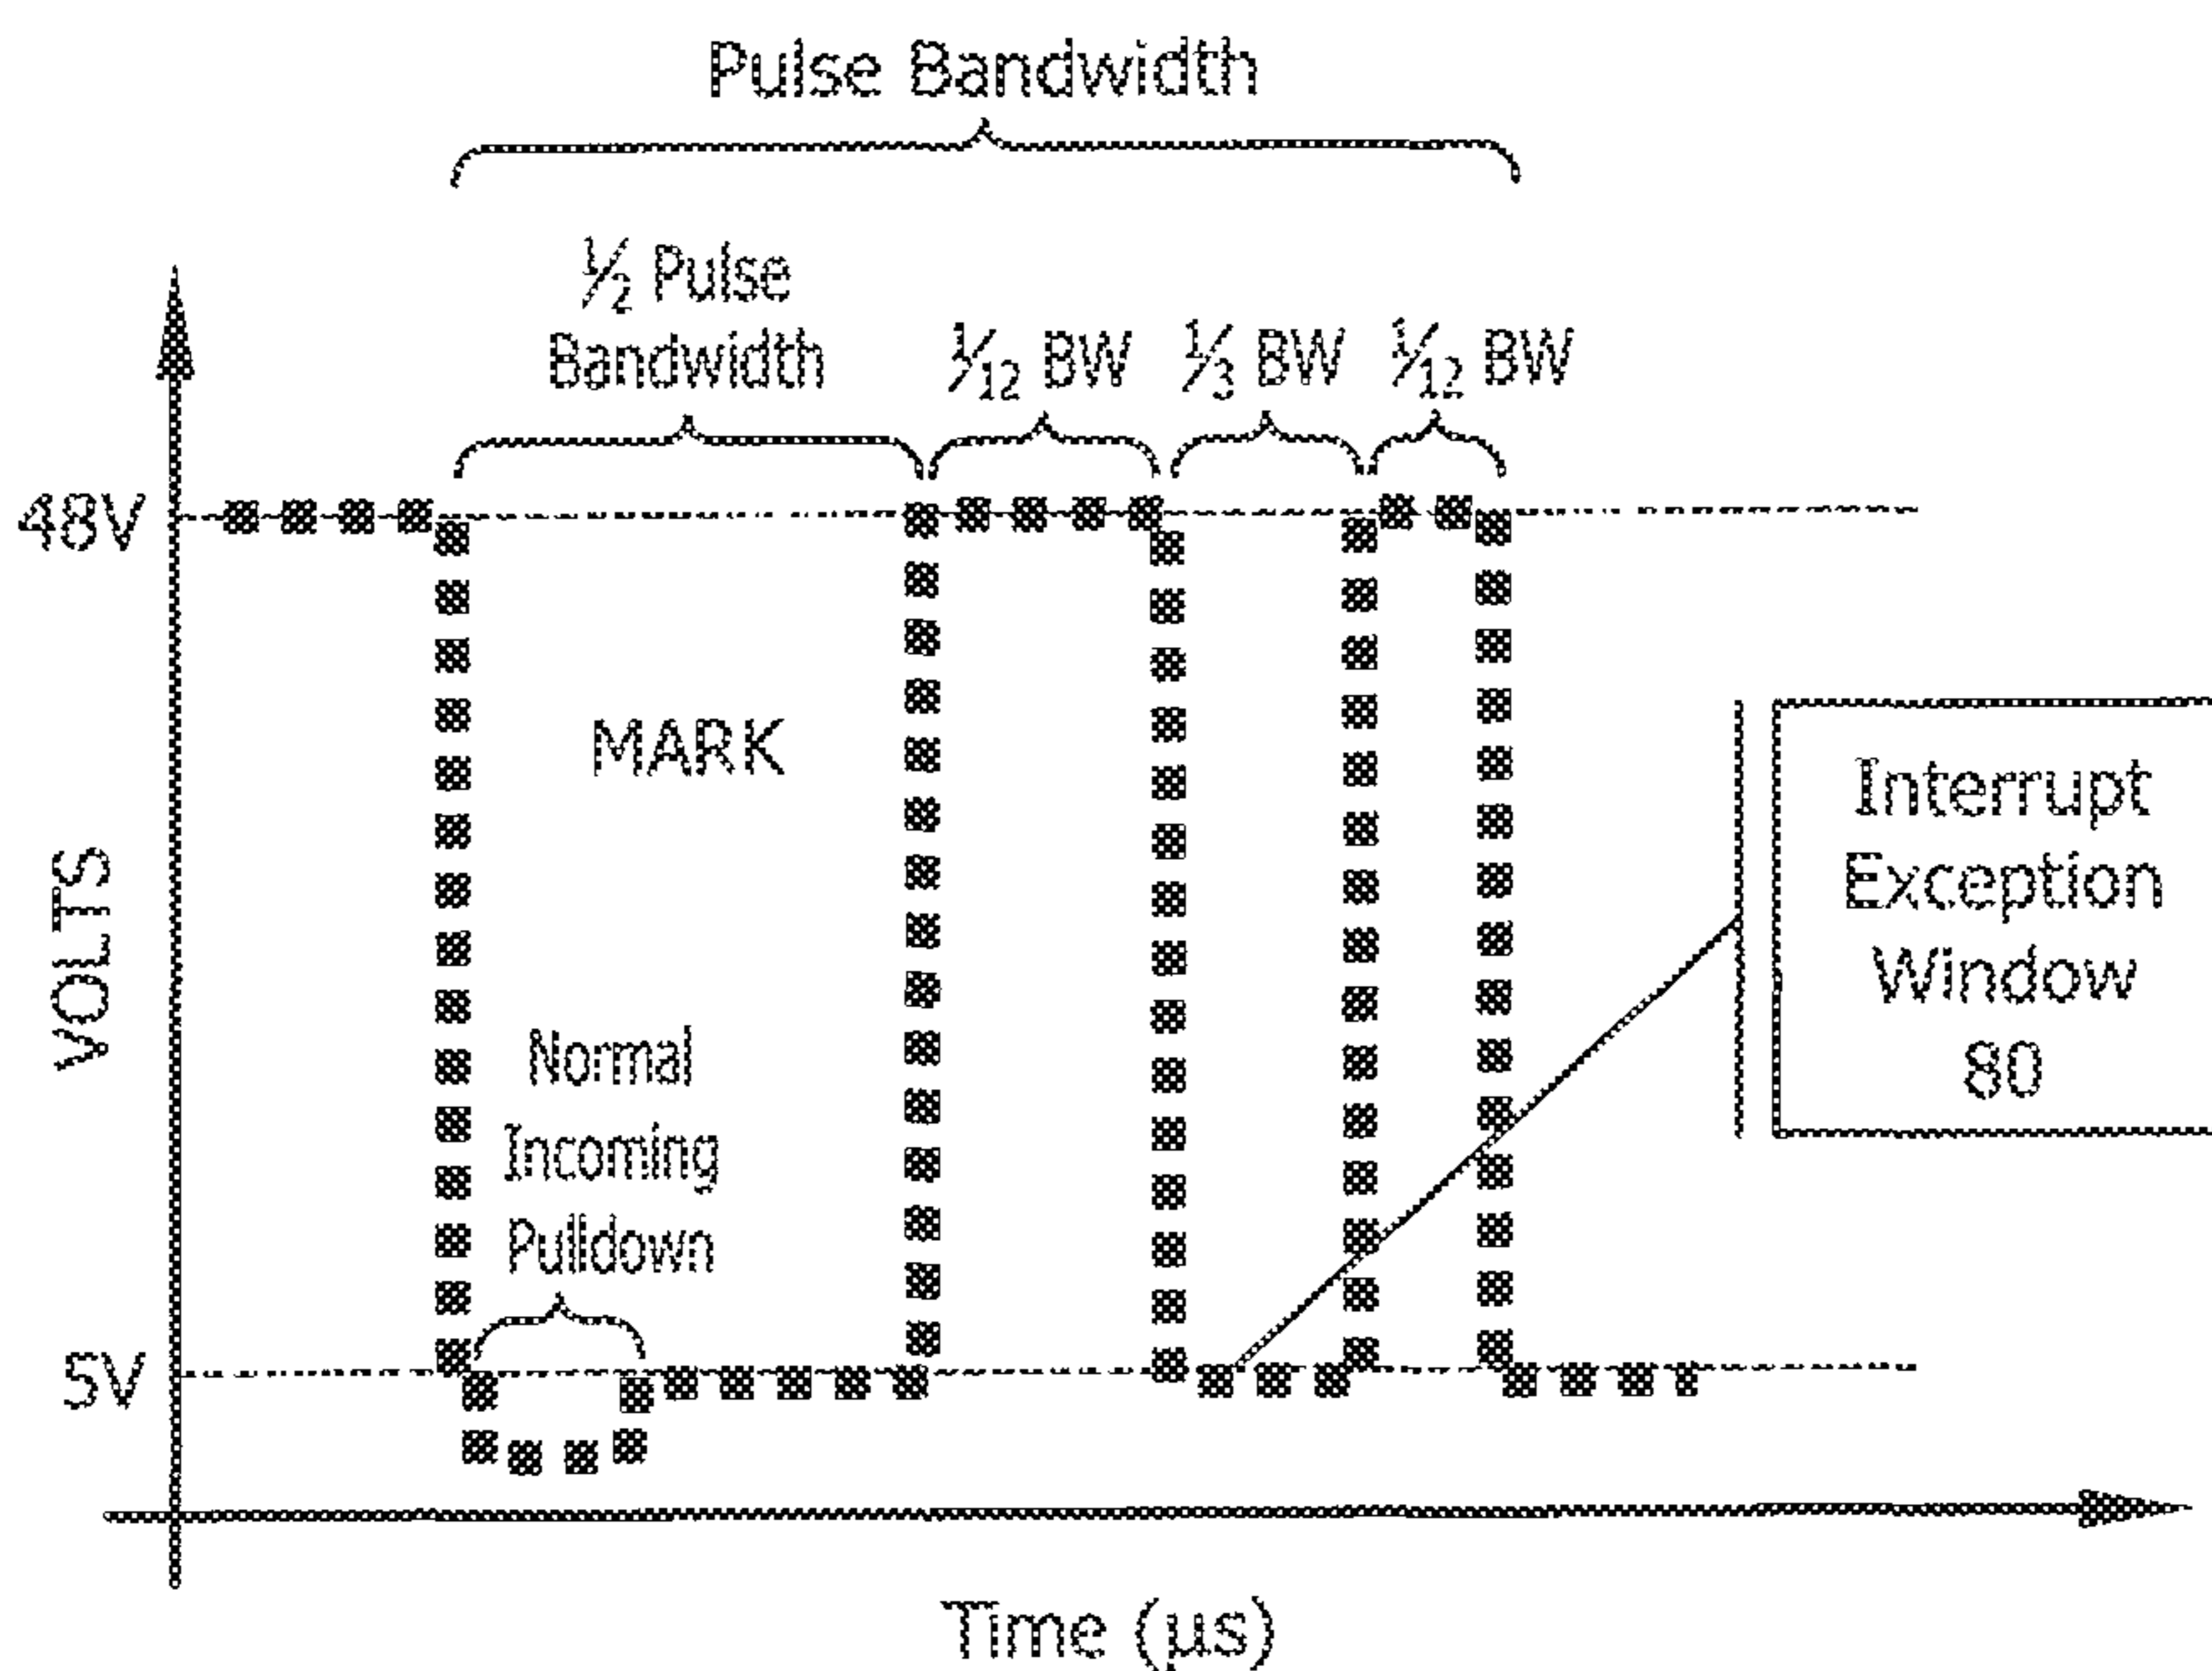 Pulse Bandwidth
½ Pulse
Bandwidth
1/12 BW
⅓ BW
1/12 BW
48V
MARK
VOLTS
Normal
Incoming
Pulldown
Interrupt
Exception
Window
80
5V
Time (µs)